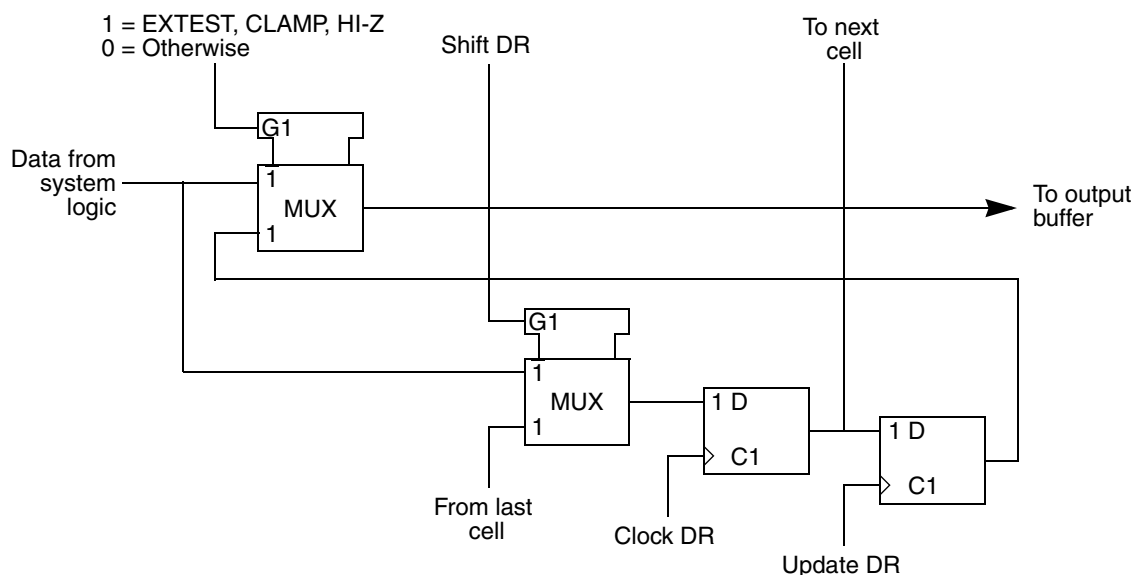 1 = EXTEST, CLAMP, HI-Z
0 = Otherwise
Shift DR
To next
cell
G1
Data from
system
logic
1
MUX
1
To output
buffer
G1
1
MUX
1
1 D
C1
1 D
C1
From last
cell
Clock DR
Update DR